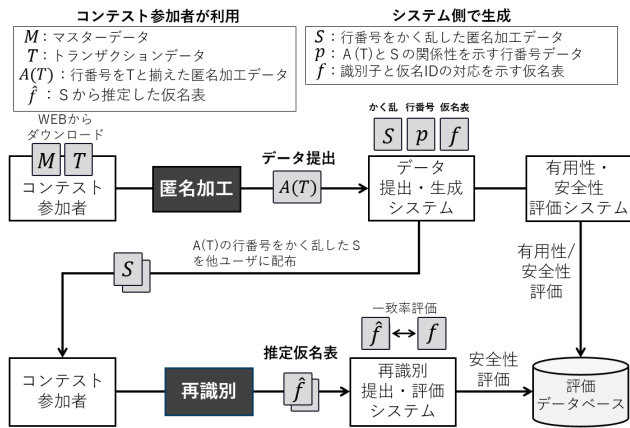 コンテスト参加者が利用
M:マスターデータ
T:トランザクションデータ
A(T):行番号をTと揃えた匿名加工データ
f̂:Sから推定した仮名表
システム側で生成
S:行番号をかく乱した匿名加工データ
p:A(T)とSの関係性を示す行番号データ
f:識別子と仮名IDの対応を示す仮名表
WEBから
ダウンロード
M T
コンテスト
参加者
匿名加工
データ提出
A(T)
かく乱 行番号 仮名表
S p f
データ
提出・生成
システム
有用性・
安全性
評価システム
A(T)の行番号をかく乱したS
を他ユーザに配布
S
有用性/
安全性
評価
一致率評価
f̂ f
コンテスト
参加者
再識別
推定仮名表
f̂
再識別
提出・評価
システム
安全性
評価
評価
データベース